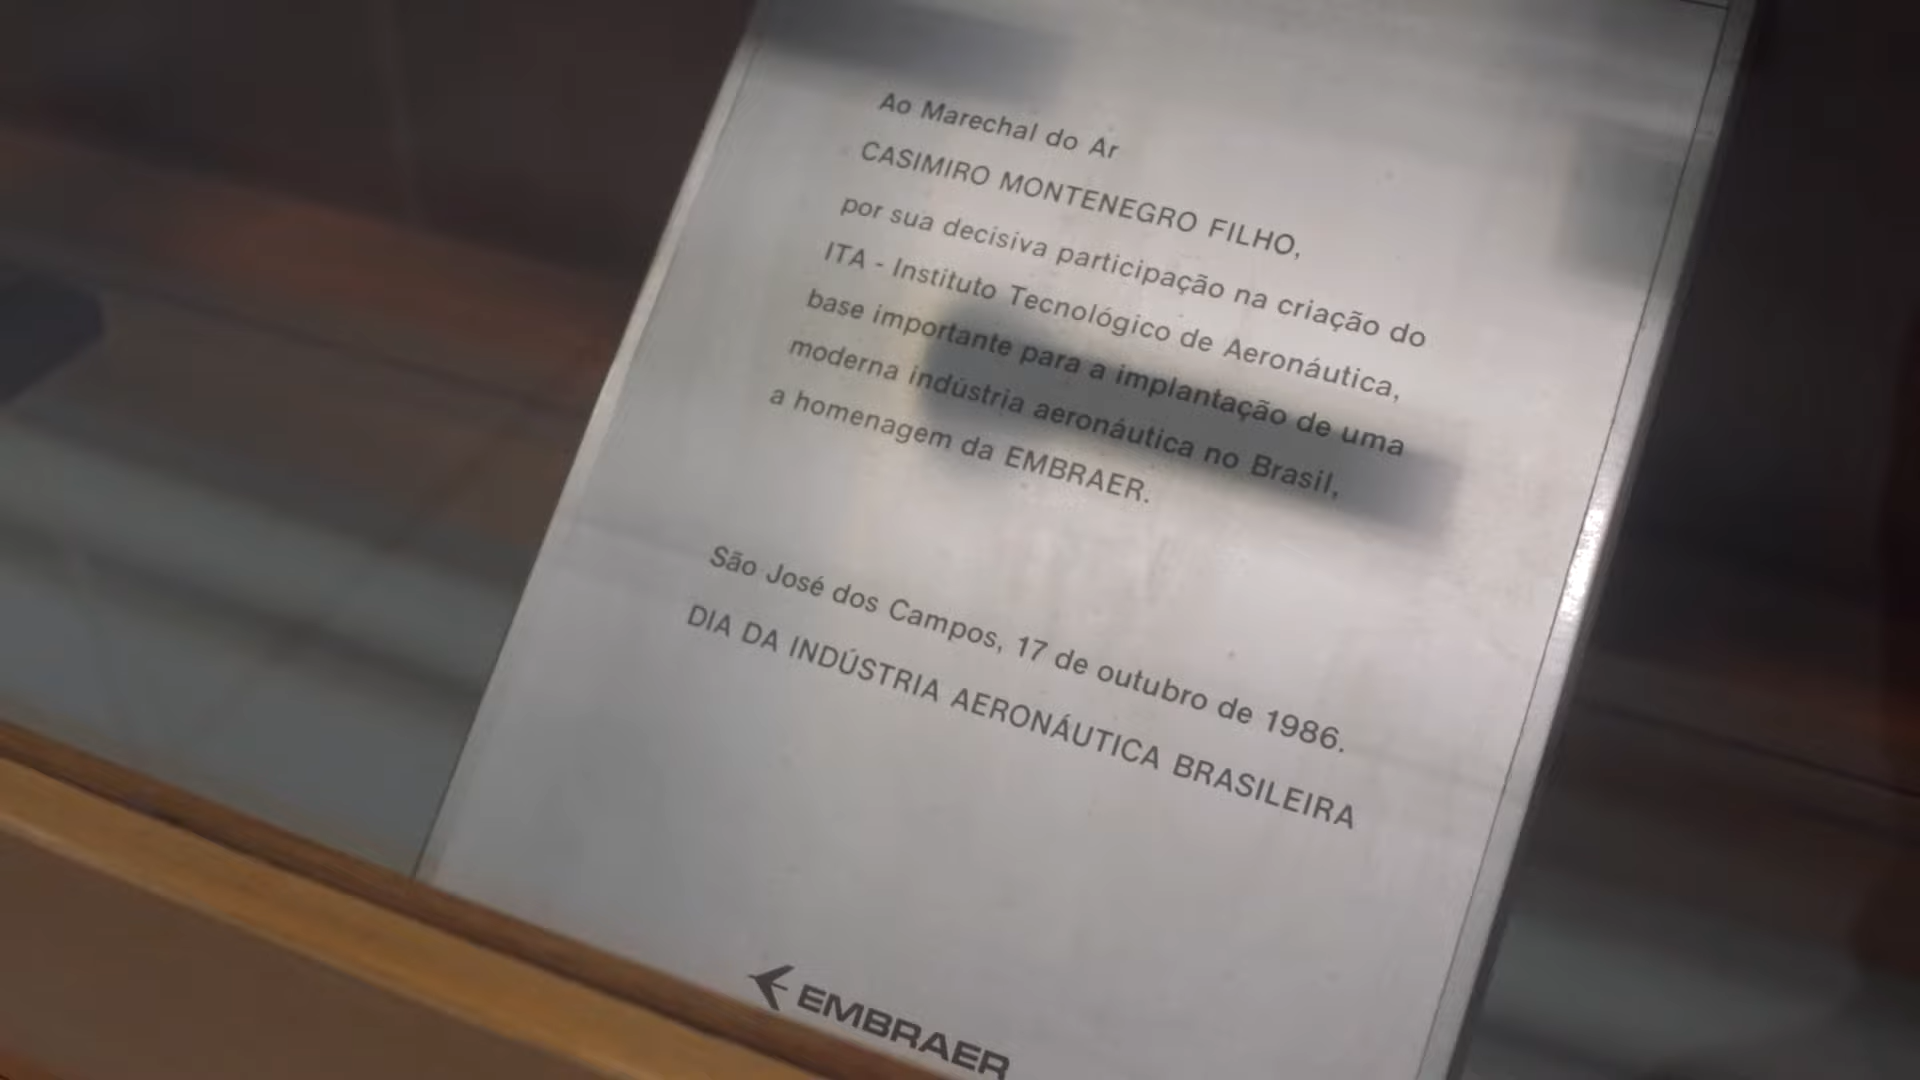 Ao Marechal do Ar
CASIMIRO MONTENEGRO FILHO,
por sua decisiva participação na criação do
ITA - Instituto Tecnológico de Aeronáutica,
base importante para a implantação de uma
moderna indústria aeronáutica no Brasil,
a homenagem da EMBRAER.
São José dos Campos, 17 de outubro de 1986.
DIA DA INDÚSTRIA AERONÁUTICA BRASILEIRA
EMBRAER